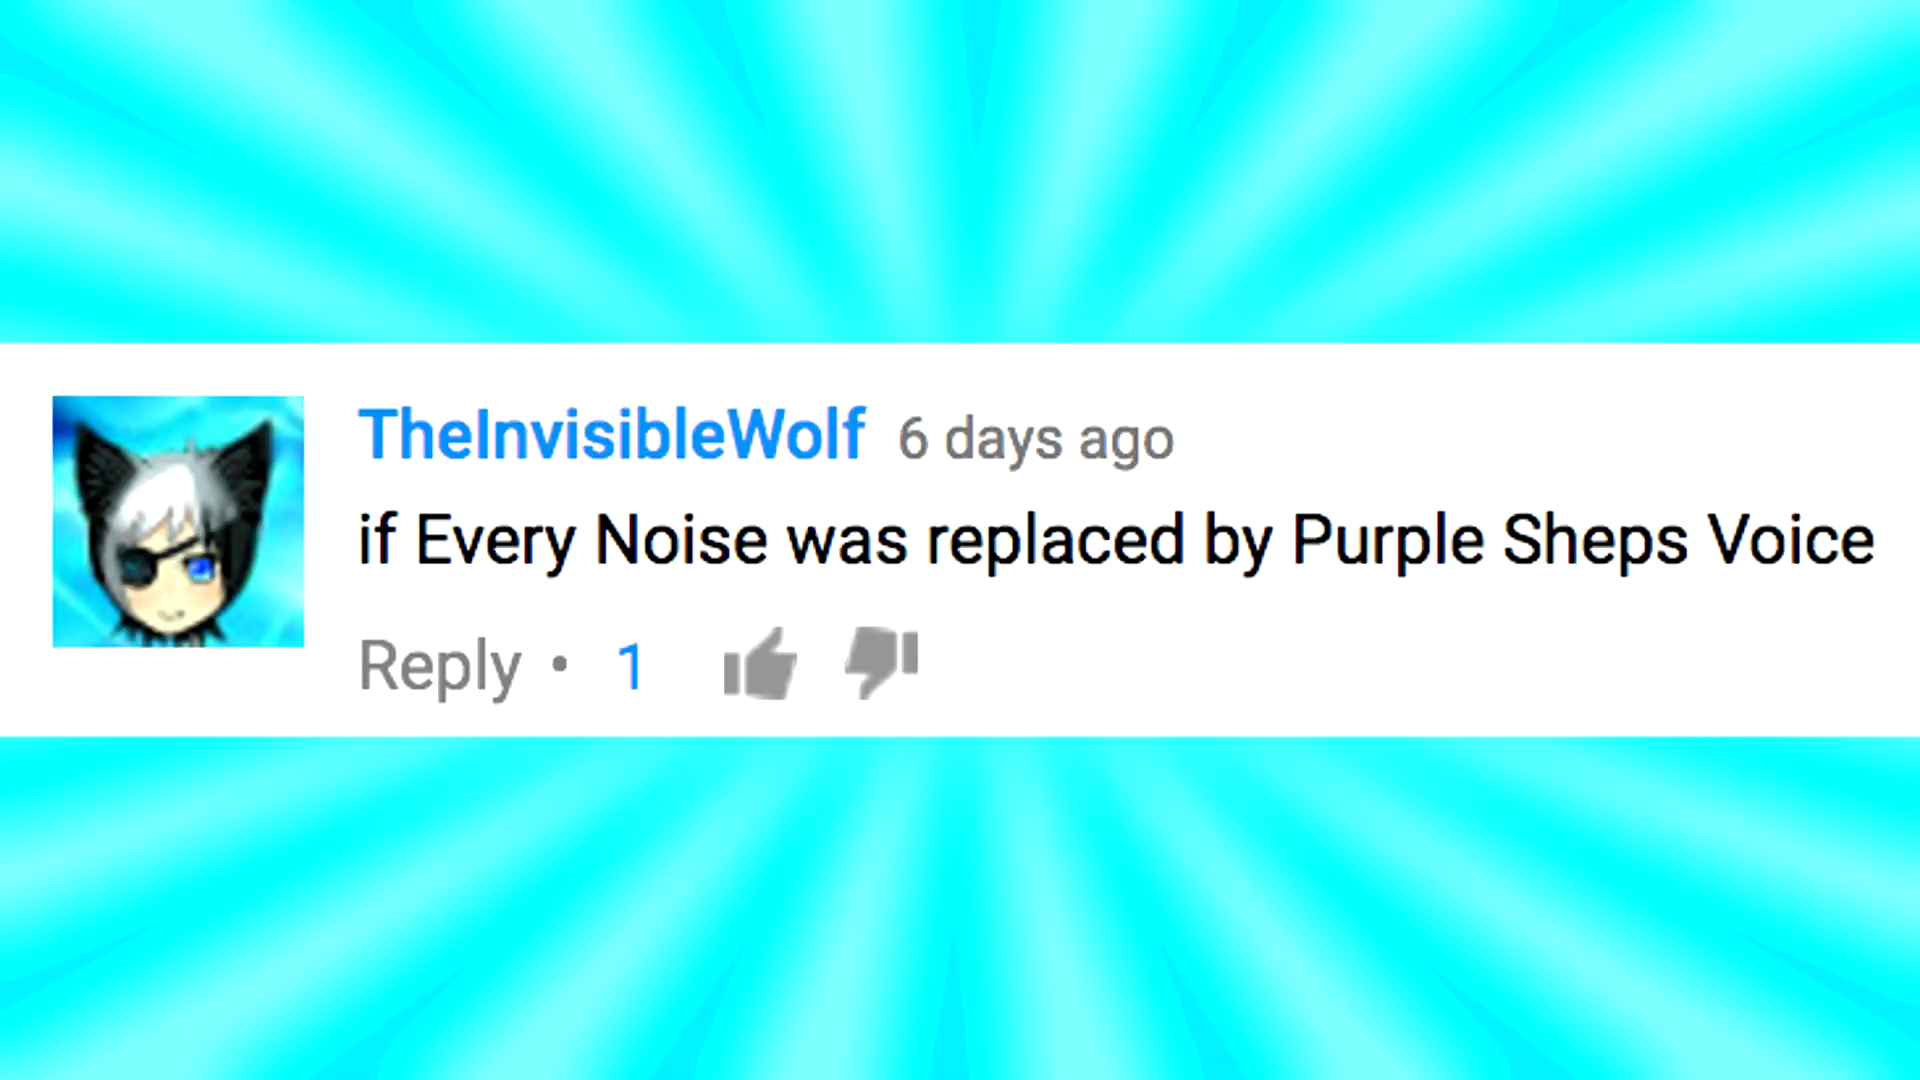 TheInvisibleWolf 6 days ago
if Every Noise was replaced by Purple Sheps Voice
Reply • 1